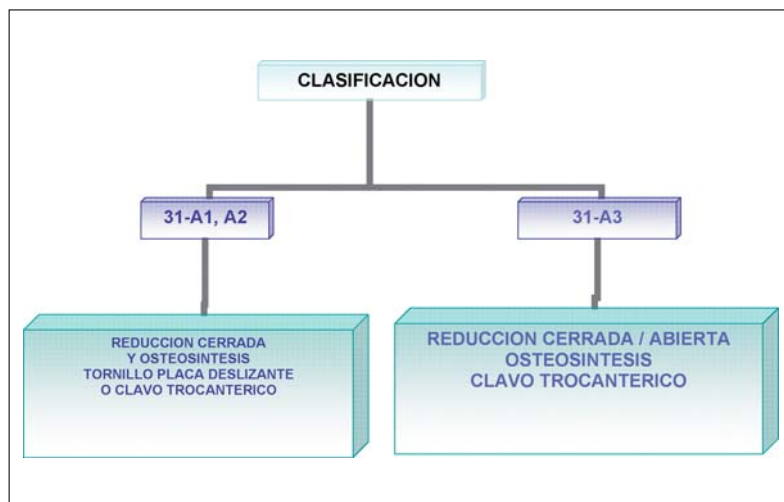 CLASIFICACION
31-A1, A2
31-A3
REDUCCION CERRADA
Y OSTEOSINTESIS
TORNILLO PLACA DESLIZANTE
O CLAVO TROCANTERICO
REDUCCION CERRADA / ABIERTA
OSTEOSINTESIS
CLAVO TROCANTERICO